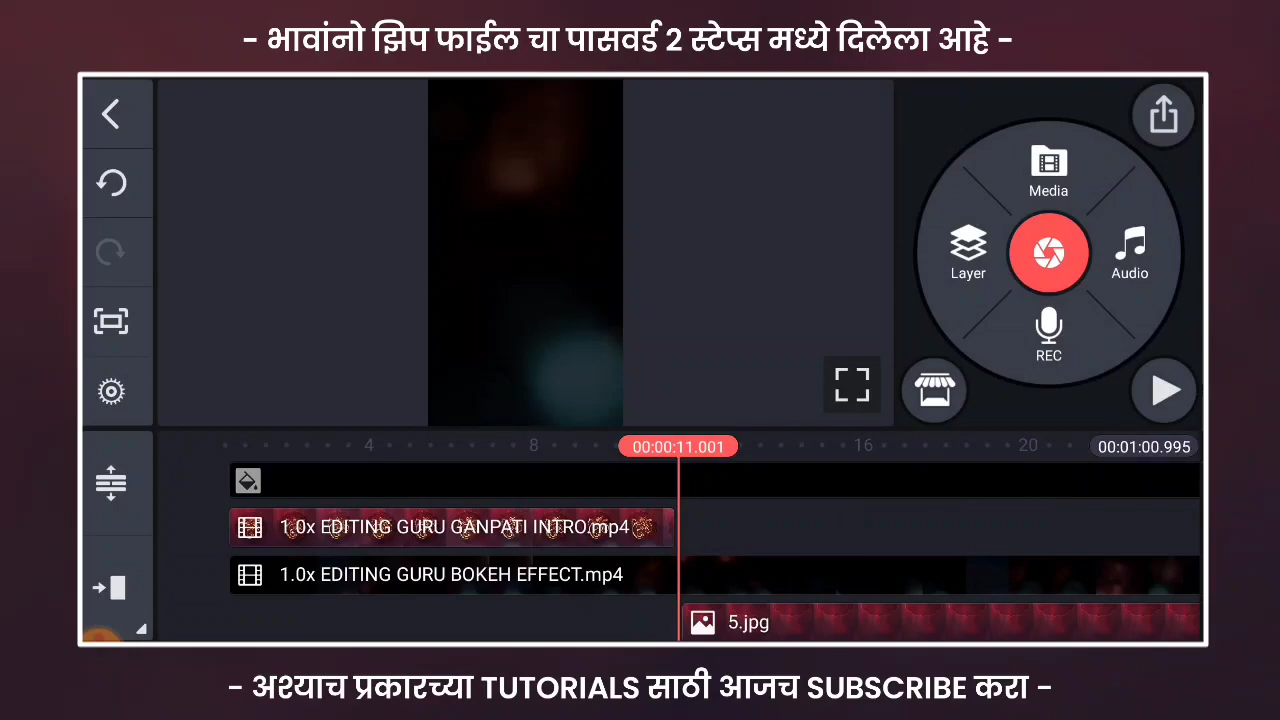 - भावांनो झिप फाईल चा पासवर्ड 2 स्टेप्स मध्ये दिलेला आहे -
Media
Layer
Audio
REC
4
8
00:00:11.001
16
20
00:01:00.995
1.0x EDITING GURU GANPATI INTRO.mp4
1.0x EDITING GURU BOKEH EFFECT.mp4
5.jpg
- अश्याच प्रकारच्या TUTORIALS साठी आजच SUBSCRIBE करा -